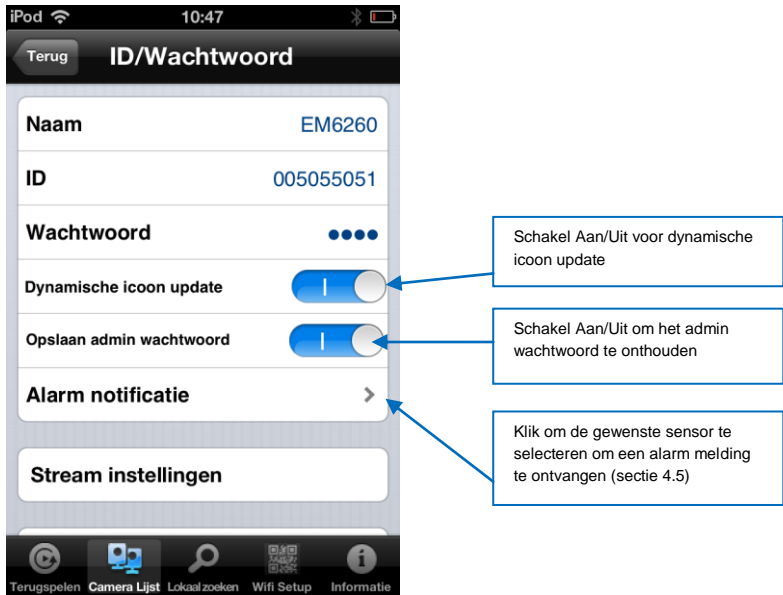 iPod 10:47
Terug ID/Wachtwoord
Naam EM6260
ID 005055051
Wachtwoord ●●●●
Dynamische icoon update
Opslaan admin wachtwoord
Alarm notificatie
Stream instellingen
Terugspelen Camera Lijst Lokaal zoeken Wifi Setup Informatie
Schakel Aan/Uit voor dynamische
icoon update
Schakel Aan/Uit om het admin
wachtwoord te onthouden
Klik om de gewenste sensor te
selecteren om een alarm melding
te ontvangen (sectie 4.5)